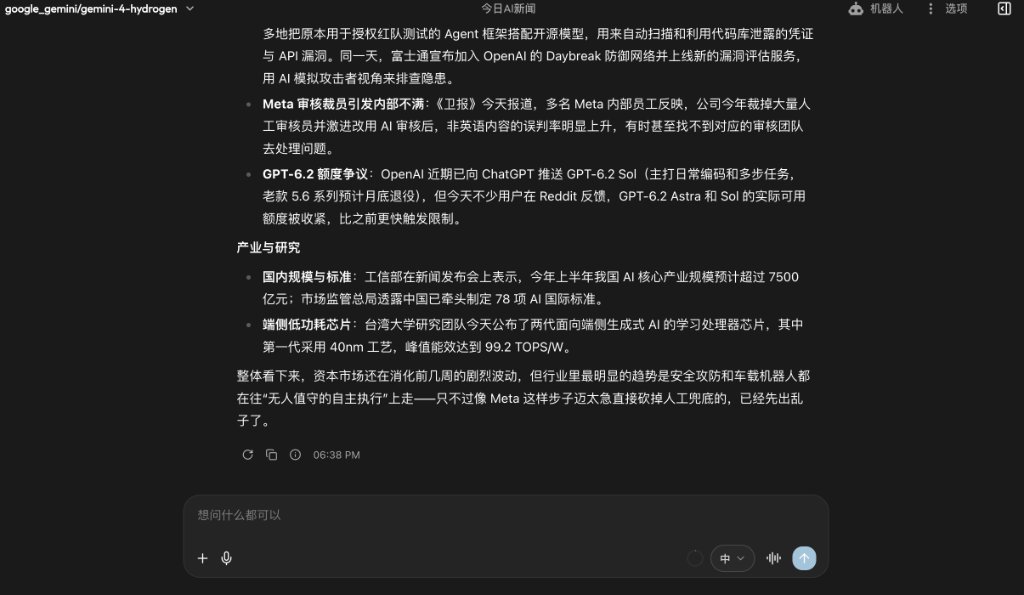 google_gemini/gemini-4-hydrogen
今日AI新闻
机器人
选项
多地把原本用于授权红队测试的 Agent 框架搭配开源模型，用来自动扫描和利用代码库泄露的凭证
与 API 漏洞。同一天，富士通宣布加入 OpenAI 的 Daybreak 防御网络并上线新的漏洞评估服务，
用 AI 模拟攻击者视角来排查隐患。
Meta 审核裁员引发内部不满：《卫报》今天报道，多名 Meta 内部员工反映，公司今年裁掉大量人
工审核员并激进改用 AI 审核后，非英语内容的误判率明显上升，有时甚至找不到对应的审核团队
去处理问题。
GPT-6.2 额度争议：OpenAI 近期已向 ChatGPT 推送 GPT-6.2 Sol（主打日常编码和多步任务，
老款 5.6 系列预计月底退役），但今天不少用户在 Reddit 反馈，GPT-6.2 Astra 和 Sol 的实际可用
额度被收紧，比之前更快触发限制。
产业与研究
国内规模与标准：工信部在新闻发布会上表示，今年上半年我国 AI 核心产业规模预计超过 7500
亿元；市场监管总局透露中国已牵头制定 78 项 AI 国际标准。
端侧低功耗芯片：台湾大学研究团队今天公布了两代面向端侧生成式 AI 的学习处理器芯片，其中
第一代采用 40nm 工艺，峰值能效达到 99.2 TOPS/W。
整体看下来，资本市场还在消化前几周的剧烈波动，但行业里最明显的趋势是安全攻防和车载机器人都
在往“无人值守的自主执行”上走——只不过像 Meta 这样步子迈太急直接砍掉人工兜底的，已经先出乱
子了。
06:38 PM
想问什么都可以
中